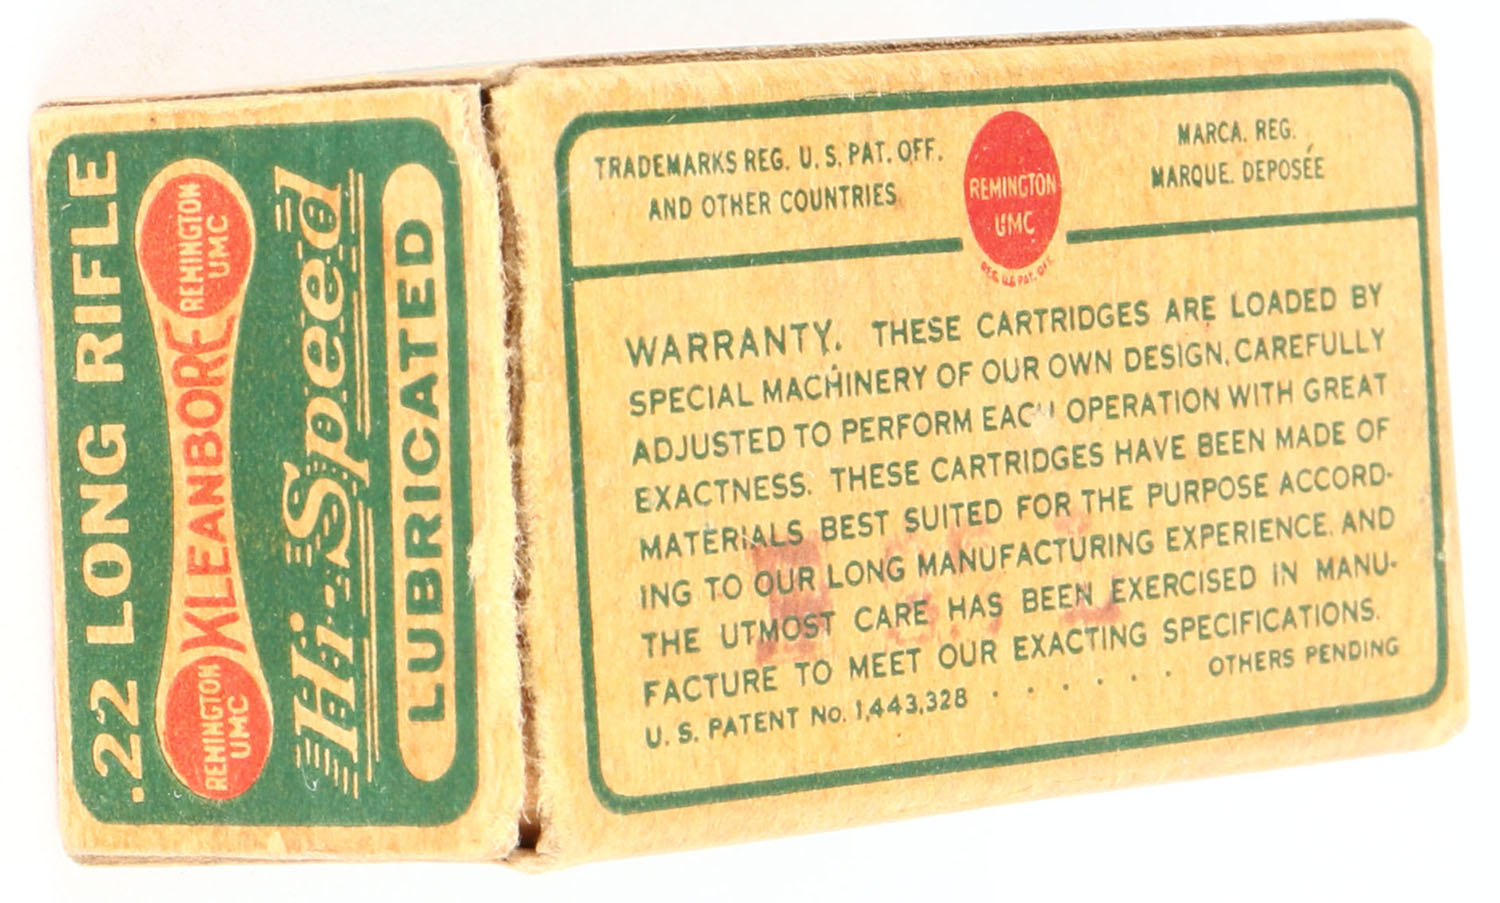 .22 LONG RIFLE
REMINGTON
UMC
KLEANBORE
REMINGTON
UMC
Hi-Speed
LUBRICATED
TRADEMARKS REG. U. S. PAT. OFF.
AND OTHER COUNTRIES
REMINGTON
UMC
REG. U.S. PAT. OFF.
MARCA. REG.
MARQUE. DEPOSÉE
WARRANTY. THESE CARTRIDGES ARE LOADED BY
SPECIAL MACHINERY OF OUR OWN DESIGN, CAREFULLY
ADJUSTED TO PERFORM EACH OPERATION WITH GREAT
EXACTNESS. THESE CARTRIDGES HAVE BEEN MADE OF
MATERIALS BEST SUITED FOR THE PURPOSE ACCORD-
ING TO OUR LONG MANUFACTURING EXPERIENCE, AND
THE UTMOST CARE HAS BEEN EXERCISED IN MANU-
FACTURE TO MEET OUR EXACTING SPECIFICATIONS.
U. S. PATENT No. 1,443,328 . . . . . . OTHERS PENDING